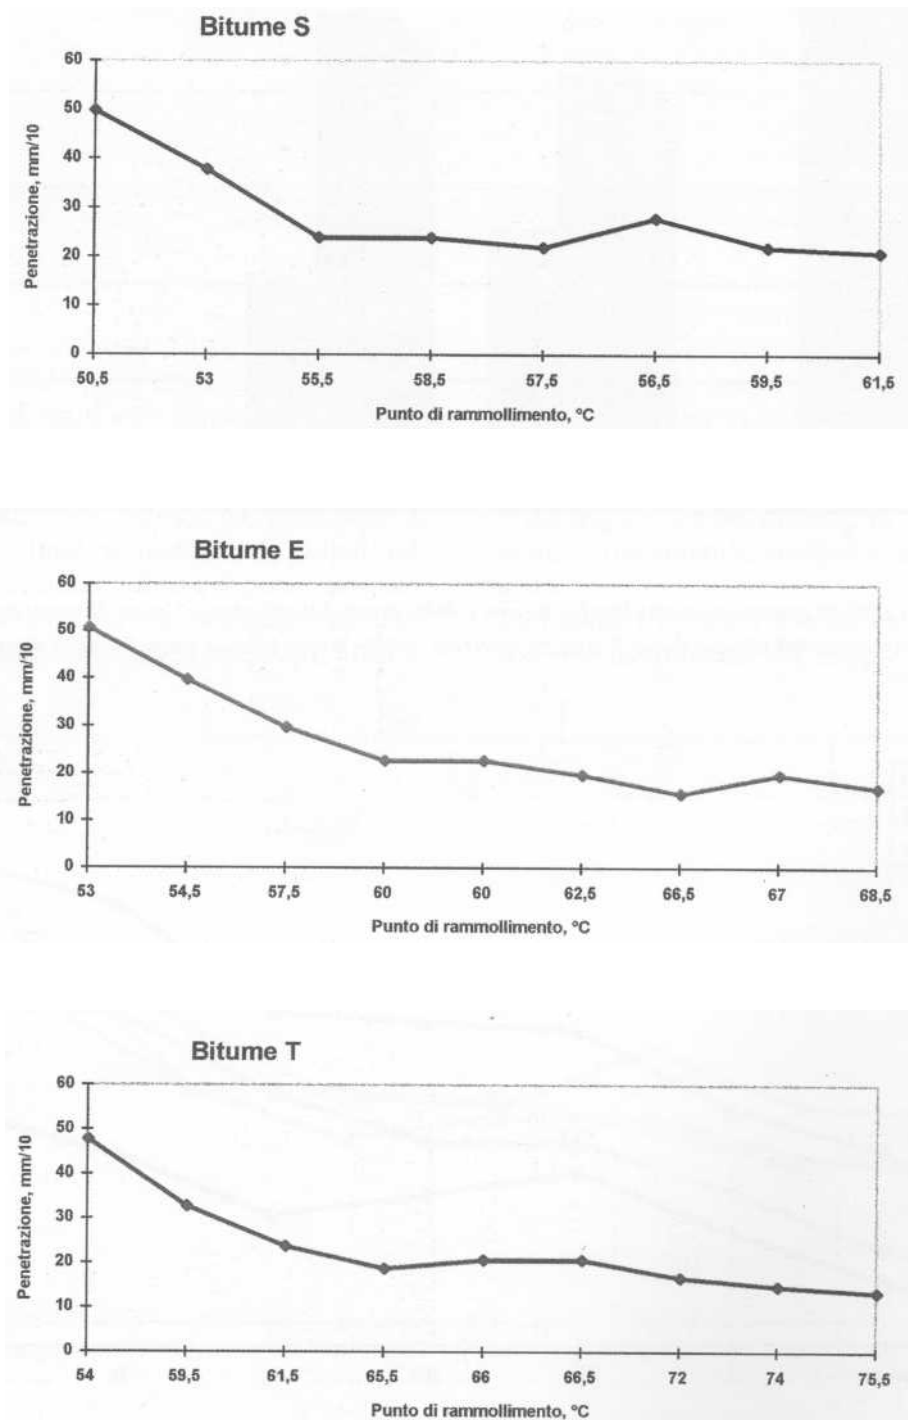 Bitume S
Penetrazione, mm/10
60
50
40
30
20
10
0
50,5 53 55,5 58,5 57,5 56,5 59,5 61,5
Punto di rammollimento, °C
Bitume E
Penetrazione, mm/10
60
50
40
30
20
10
0
53 54,5 57,5 60 60 62,5 66,5 67 68,5
Punto di rammollimento, °C
Bitume T
Penetrazione, mm/10
60
50
40
30
20
10
0
54 59,5 61,5 65,5 66 66,5 72 74 75,5
Punto di rammollimento, °C